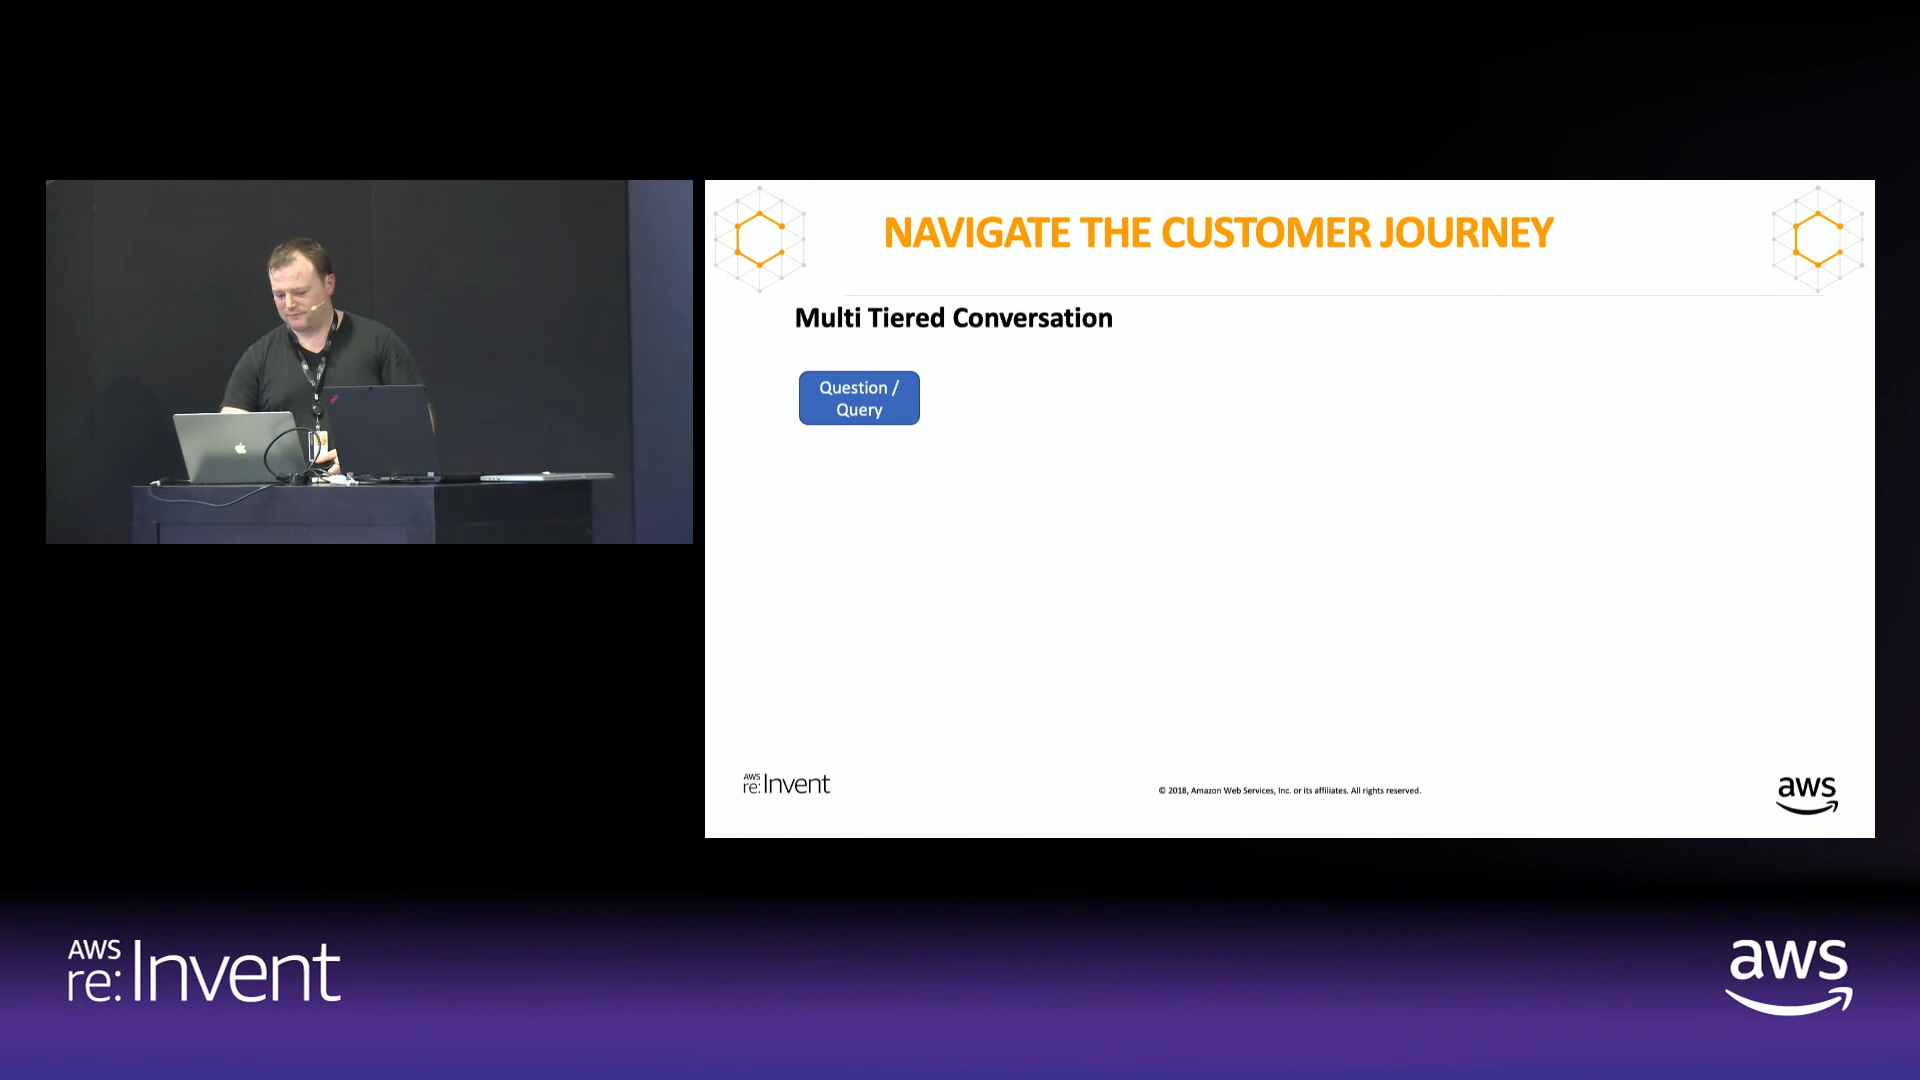 NAVIGATE THE CUSTOMER JOURNEY
Multi Tiered Conversation
Question /
Query
AWS
re:Invent
© 2018, Amazon Web Services, Inc. or its affiliates. All rights reserved.
aws
AWS
re:Invent
aws